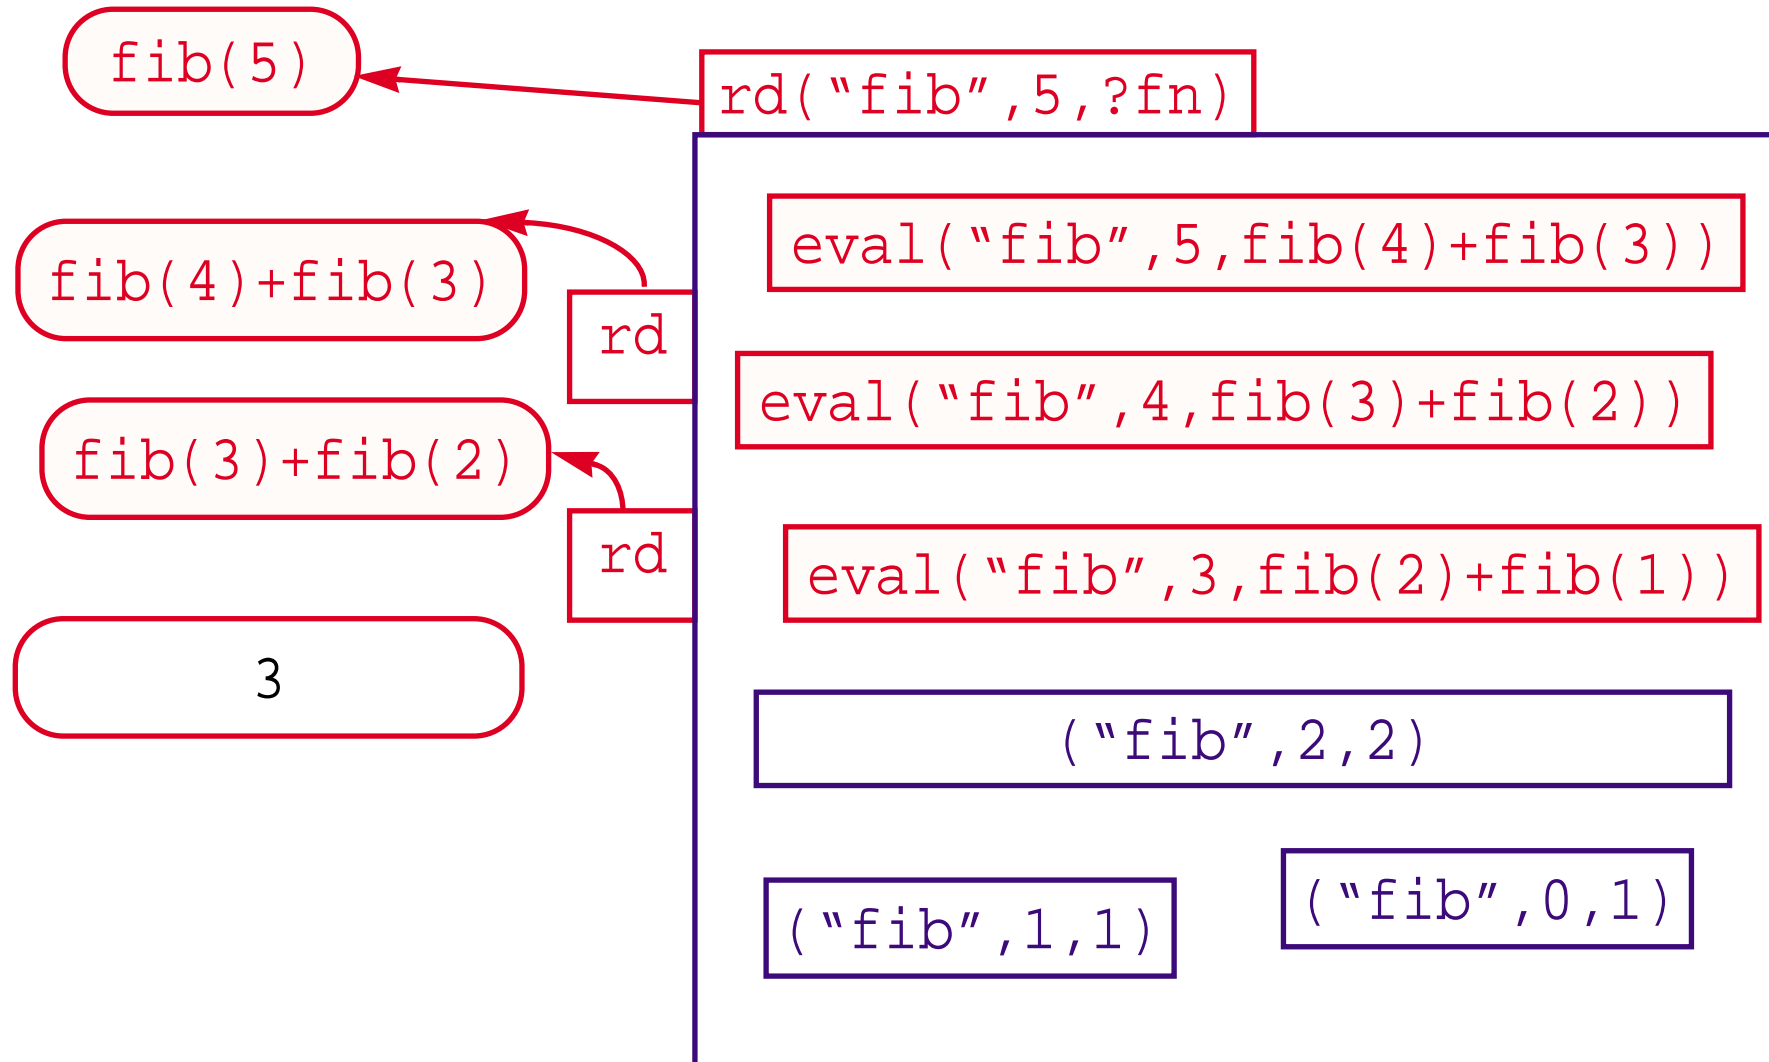 fib(5)
rd(“fib”,5,?fn)
eval(“fib”,5,fib(4)+fib(3))
fib(4)+fib(3)
rd
eval(“fib”,4,fib(3)+fib(2))
fib(3)+fib(2)
rd
eval(“fib”,3,fib(2)+fib(1))
3
(“fib”,2,2)
(“fib”,0,1)
(“fib”,1,1)